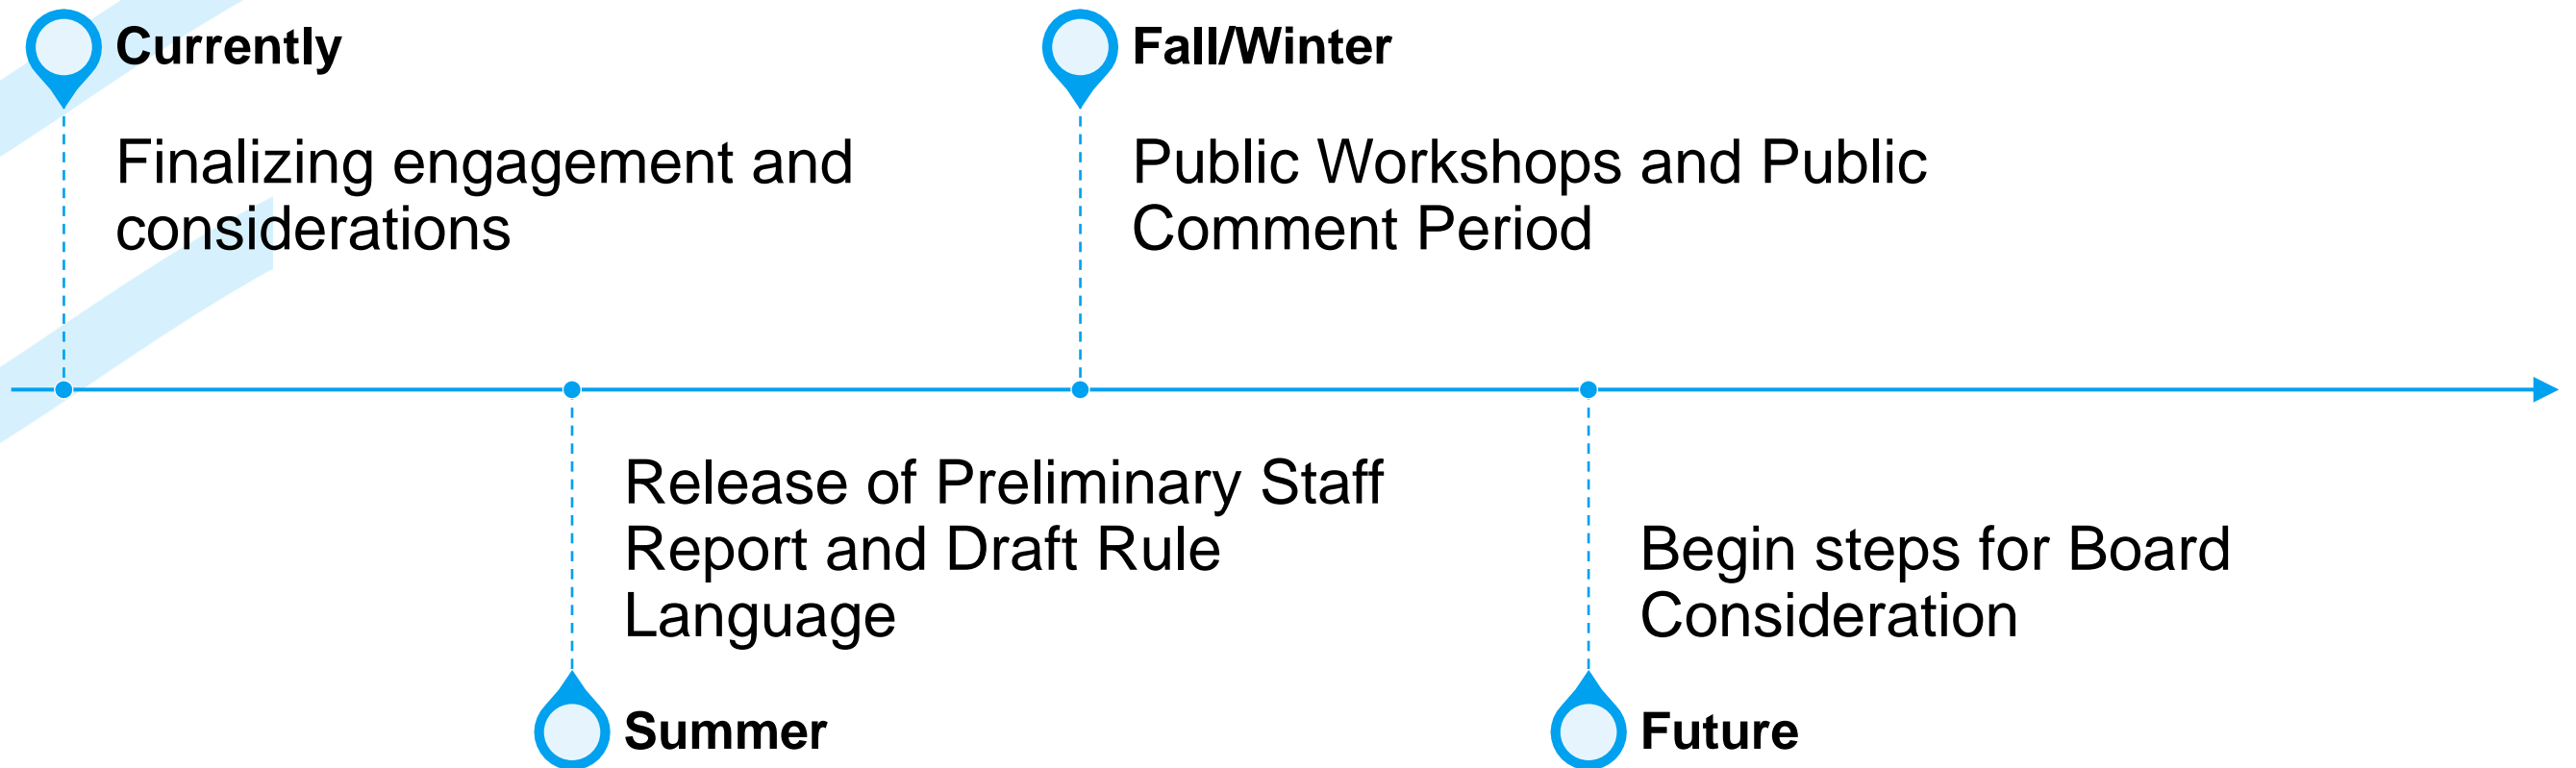 Currently
Finalizing engagement and
considerations
Release of Preliminary Staff
Report and Draft Rule
Language
Summer
Fall/Winter
Public Workshops and Public
Comment Period
Begin steps for Board
Consideration
Future